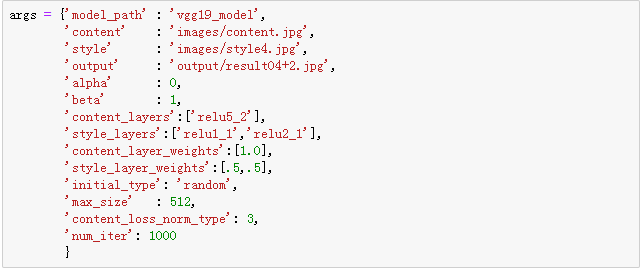 args = {'model_path' : 'vgg19_model',
'content' : 'images/content.jpg',
'style' : 'images/style4.jpg',
'output' : 'output/result04+2.jpg',
'alpha' : 0,
'beta' : 1,
'content_layers':['relu5_2'],
'style_layers':['relu1_1','relu2_1'],
'content_layer_weights':[1.0],
'style_layer_weights':[.5,.5],
'initial_type': 'random',
'max_size' : 512,
'content_loss_norm_type': 3,
'num_iter': 1000
}